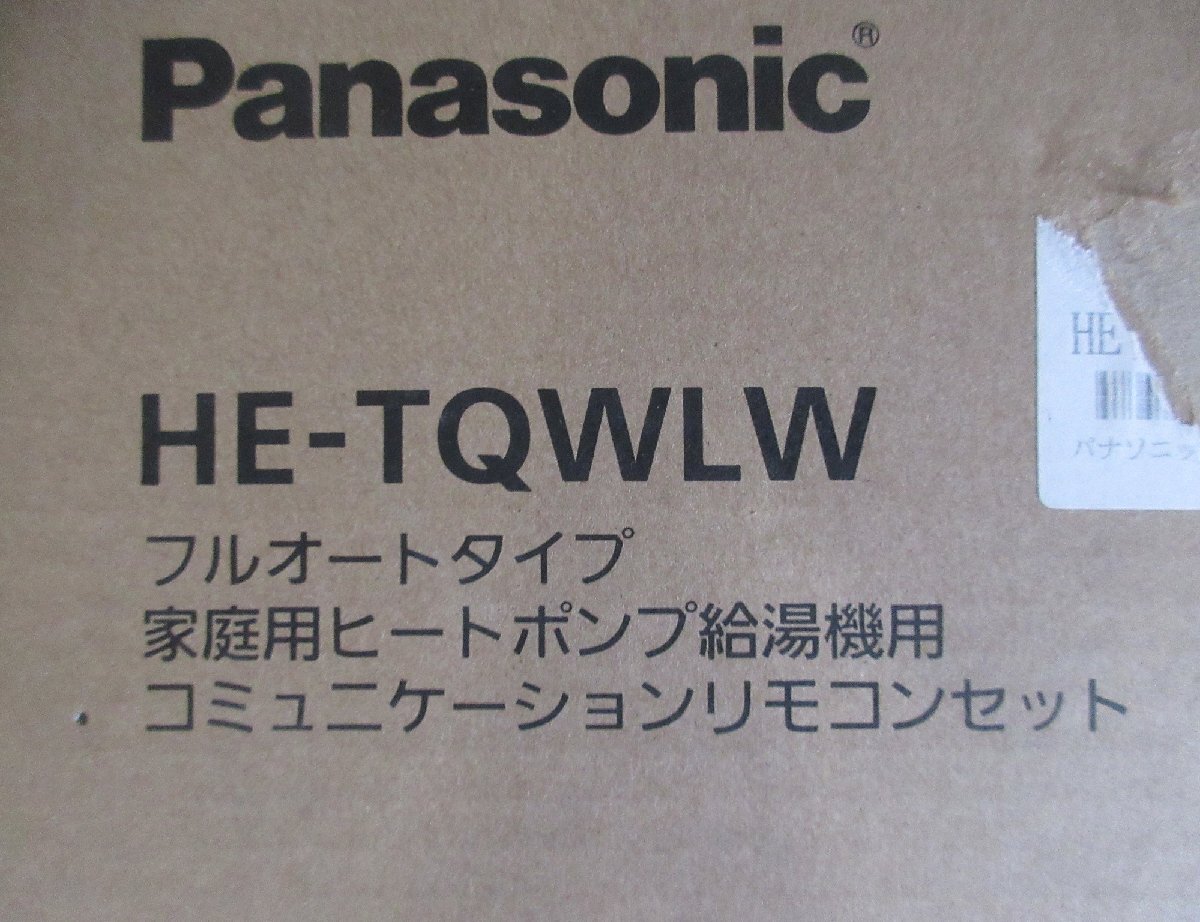 Panasonic®
HE-TQWLW
フルオートタイプ
家庭用ヒートポンプ給湯機用
コミュニケーションリモコンセット
HE
パナソニッ